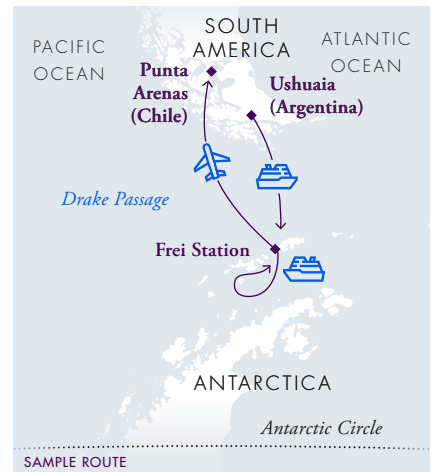 SOUTH
AMERICA
PACIFIC
OCEAN
ATLANTIC
OCEAN
Punta
Arenas
(Chile)
Ushuaia
(Argentina)
Drake Passage
Frei Station
ANTARCTICA
Antarctic Circle
SAMPLE ROUTE